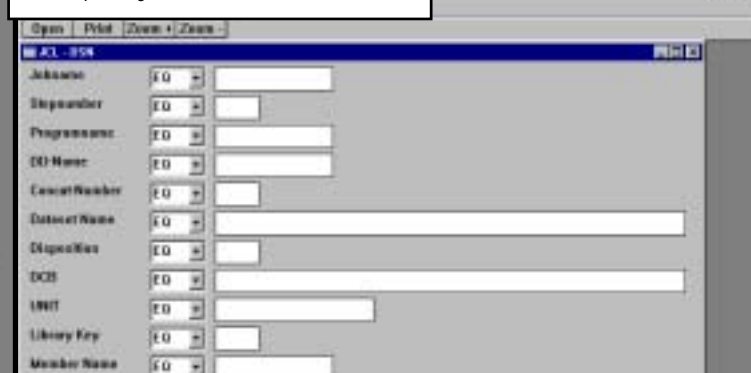 Open Print Zoom + Zoom -
JCL - DSN
Jobname EQ
Stepnumber EQ
Programname EQ
DD-Name EQ
Concat Number EQ
Dataset Name EQ
Disposition EQ
DCB EQ
UNIT EQ
Library Key EQ
Member Name EQ